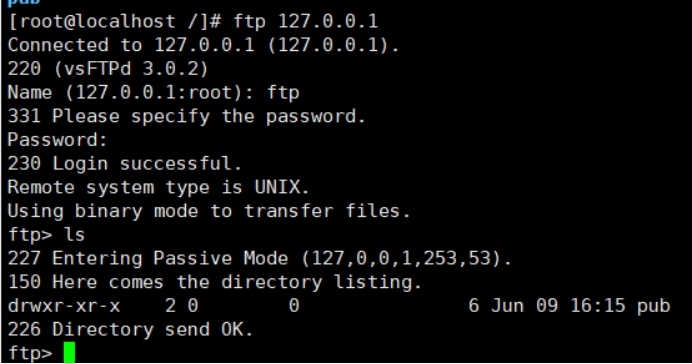 pub
[root@localhost /]# ftp 127.0.0.1
Connected to 127.0.0.1 (127.0.0.1).
220 (vsFTPd 3.0.2)
Name (127.0.0.1:root): ftp
331 Please specify the password.
Password:
230 Login successful.
Remote system type is UNIX.
Using binary mode to transfer files.
ftp> ls
227 Entering Passive Mode (127,0,0,1,253,53).
150 Here comes the directory listing.
drwxr-xr-x    2 0        0               6 Jun 09 16:15 pub
226 Directory send OK.
ftp>